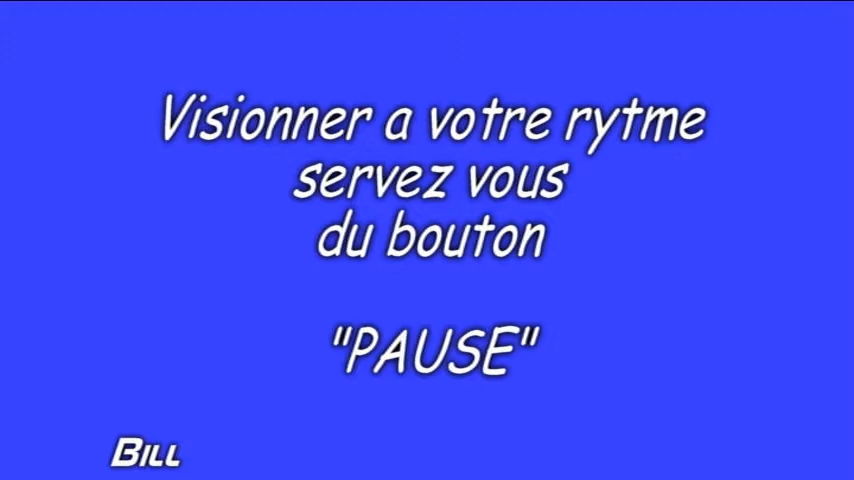 Visionner a votre rytme
servez vous
du bouton
"PAUSE"
Bill